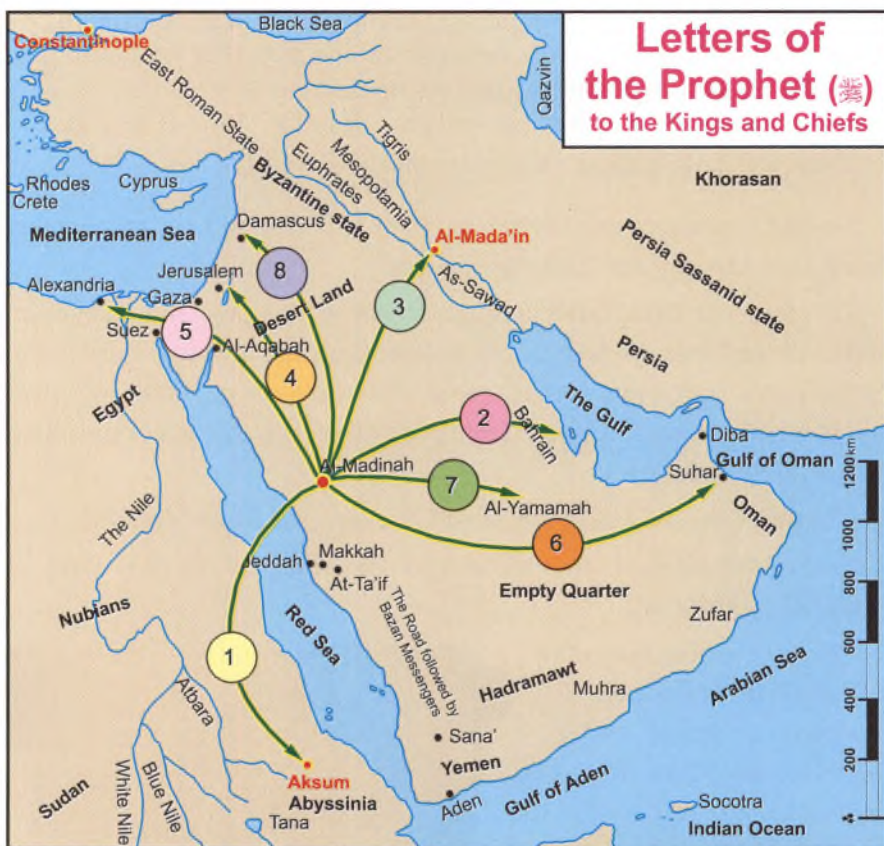 Letters of
the Prophet (ﷺ)
to the Kings and Chiefs
Constantinople
Black Sea
East Roman State
Qazvin
Tigris
Mesopotamia
Euphrates
Byzantine state
Khorasan
Rhodes
Crete
Cyprus
Mediterranean Sea
Damascus
Al-Mada'in
Persia Sassanid state
Alexandria
Jerusalem
Gaza
8
Desert Land
3
As-Sawad
Suez
5
Al-Aqabah
4
Persia
Egypt
2
Bahrain
The Gulf
Diba
Al-Madinah
7
Al-Yamamah
Suhar
Gulf of Oman
Oman
The Nile
6
Jeddah
Makkah
At-Ta'if
Empty Quarter
Nubians
Red Sea
The Road followed by
Bazan Messengers
Zufar
1
Atbara
Hadramawt
Muhra
Arabian Sea
Sana'
Aksum
Abyssinia
Yemen
Aden
Gulf of Aden
Sudan
White Nile
Blue Nile
Tana
Socotra
Indian Ocean
1200 km
1000
800
600
400
200